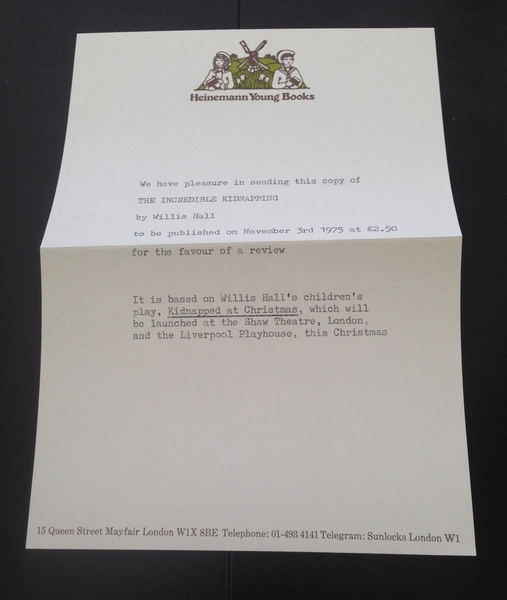 Heinemann Young Books
We have pleasure in sending this copy of
THE INCREDIBLE KIDNAPPING
by Willis Hall
to be published on November 3rd 1975 at £2.50
for the favour of a review
It is based on Willis Hall's children's
play, Kidnapped at Christmas, which will
be launched at the Shaw Theatre, London,
and the Liverpool Playhouse, this Christmas
15 Queen Street Mayfair London W1X 8BE Telephone: 01-493 4141 Telegram: Sunlocks London W1